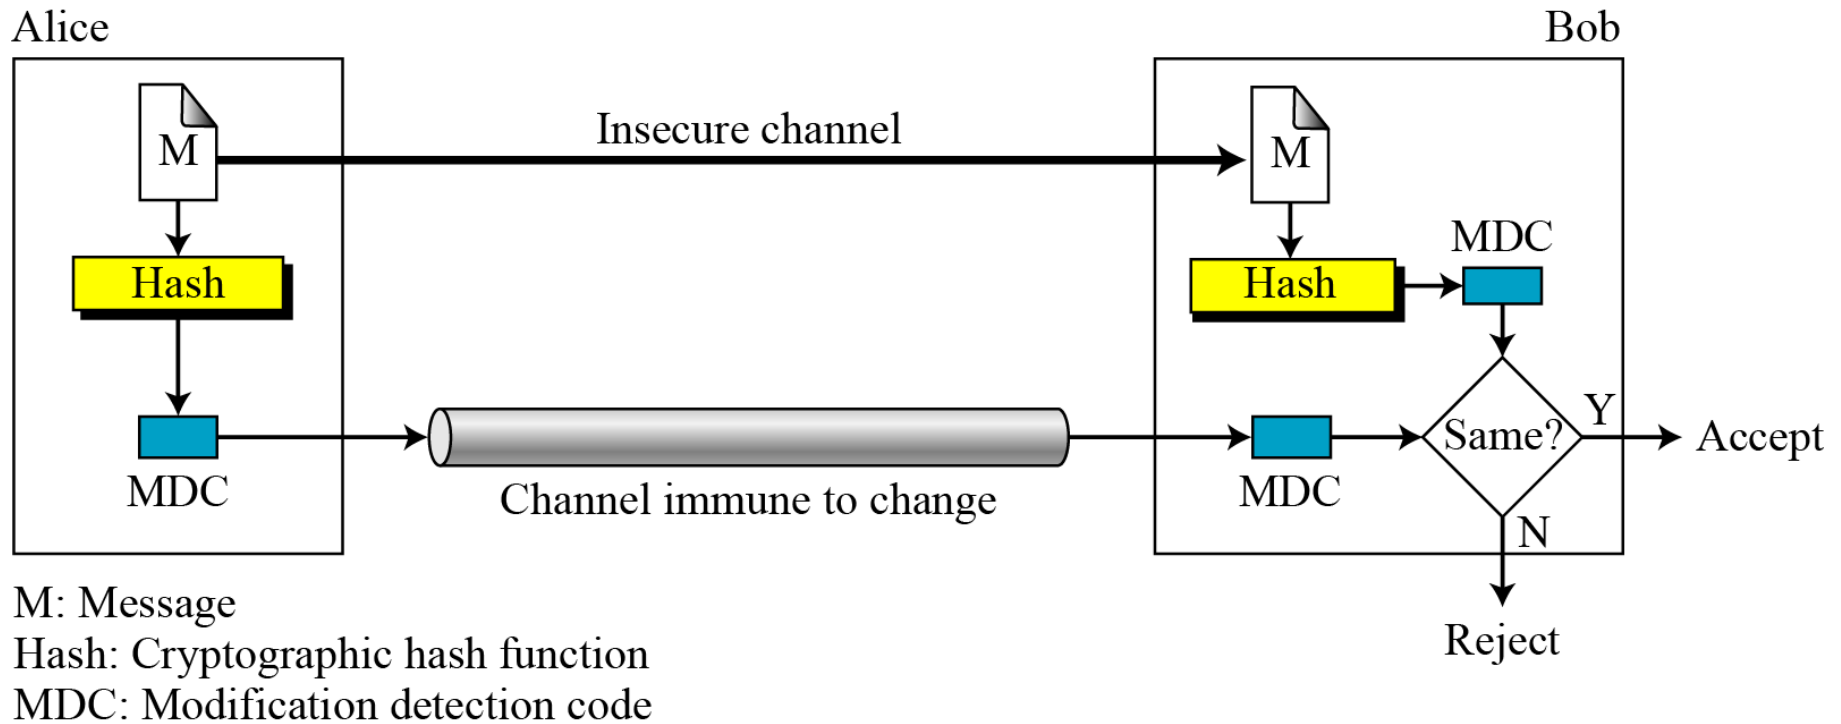 Alice
Bob
Insecure channel
M
M
MDC
Hash
Hash
Same?
Y
Accept
MDC
MDC
Channel immune to change
N
Reject
M: Message
Hash: Cryptographic hash function
MDC: Modification detection code